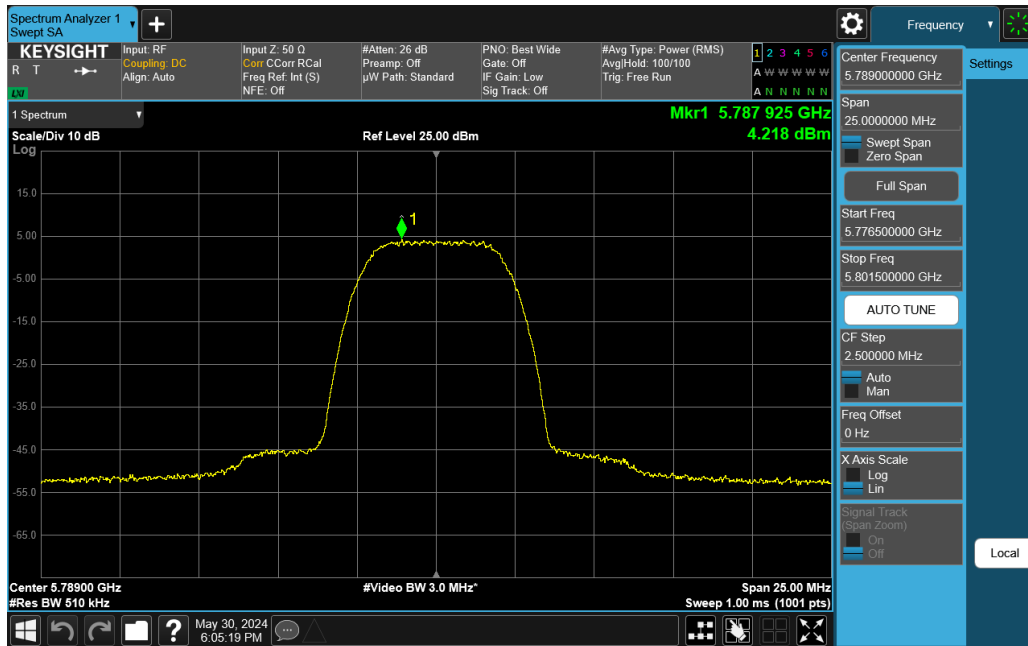 Spectrum Analyzer 1
Swept SA
+
Frequency
KEYSIGHT
R T
LXI
Input: RF
Coupling: DC
Align: Auto
Input Z: 50 Ω
Corr CCorr RCal
Freq Ref: Int (S)
NFE: Off
#Atten: 26 dB
Preamp: Off
µW Path: Standard
PNO: Best Wide
Gate: Off
IF Gain: Low
Sig Track: Off
#Avg Type: Power (RMS)
Avg|Hold: 100/100
Trig: Free Run
1 2 3 4 5 6
A W W W W W
A N N N N N
1 Spectrum
Scale/Div 10 dB
Log
Ref Level 25.00 dBm
Mkr1 5.787 925 GHz
4.218 dBm
15.0
5.00
-5.00
-15.0
-25.0
-35.0
-45.0
-55.0
-65.0
1
Center 5.78900 GHz
#Res BW 510 kHz
#Video BW 3.0 MHz*
Span 25.00 MHz
Sweep 1.00 ms (1001 pts)
Center Frequency
5.789000000 GHz
Span
25.0000000 MHz
Swept Span
Zero Span
Full Span
Start Freq
5.776500000 GHz
Stop Freq
5.801500000 GHz
AUTO TUNE
CF Step
2.500000 MHz
Auto
Man
Freq Offset
0 Hz
X Axis Scale
Log
Lin
Signal Track
(Span Zoom)
On
Off
Settings
Local
?
May 30, 2024
6:05:19 PM